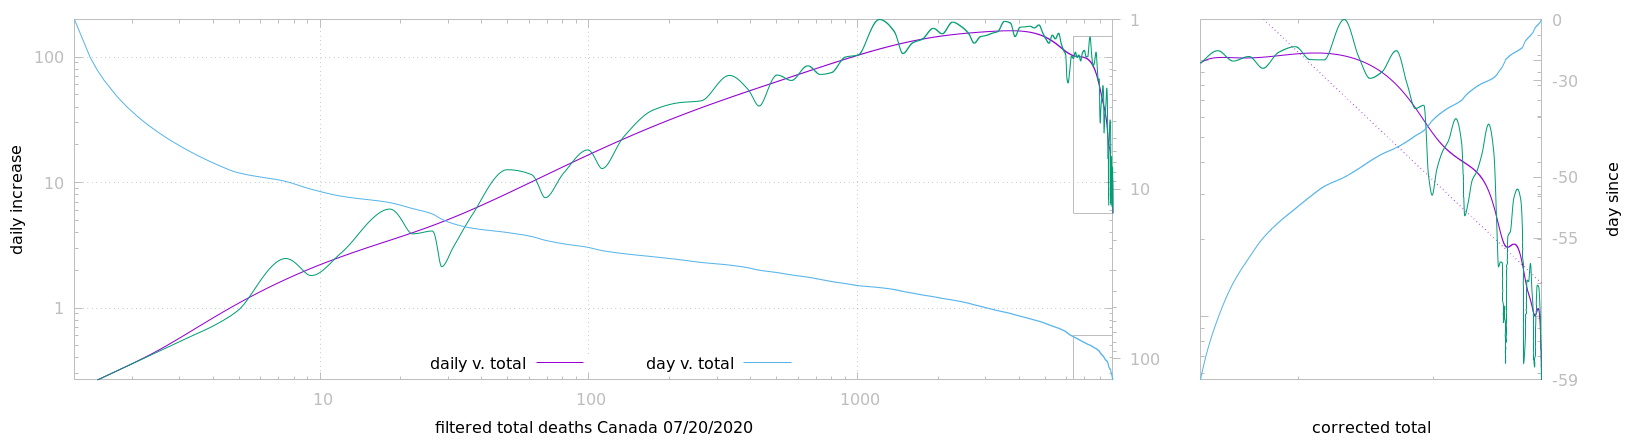 daily increase
100
10
1
10
100
1000
1
10
100
daily v. total
day v. total
filtered total deaths Canada 07/20/2020
0
-30
-50
-55
-59
day since
corrected total